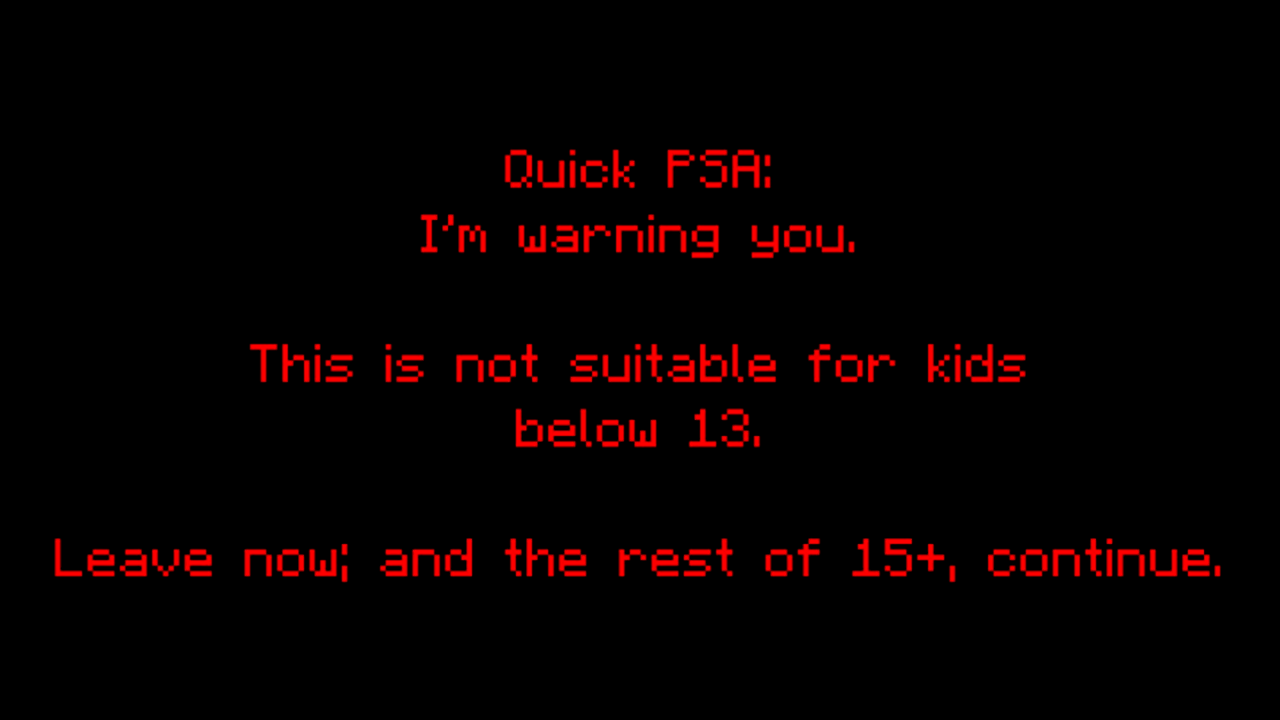 Quick PSA:
I'm warning you.
This is not suitable for kids
below 13.
Leave now; and the rest of 15+, continue.